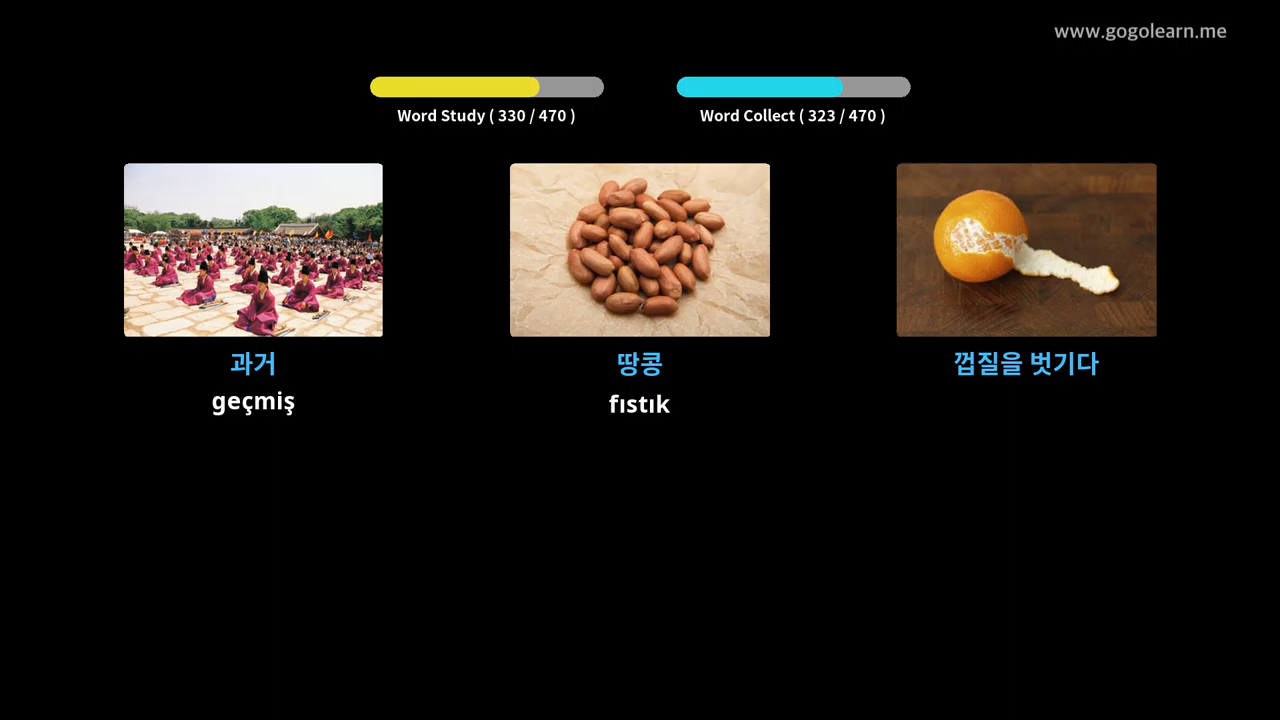 www.gogolearn.me
Word Study ( 330 / 470 )
Word Collect ( 323 / 470 )
과거
땅콩
껍질을 벗기다
geçmiş
fıstık